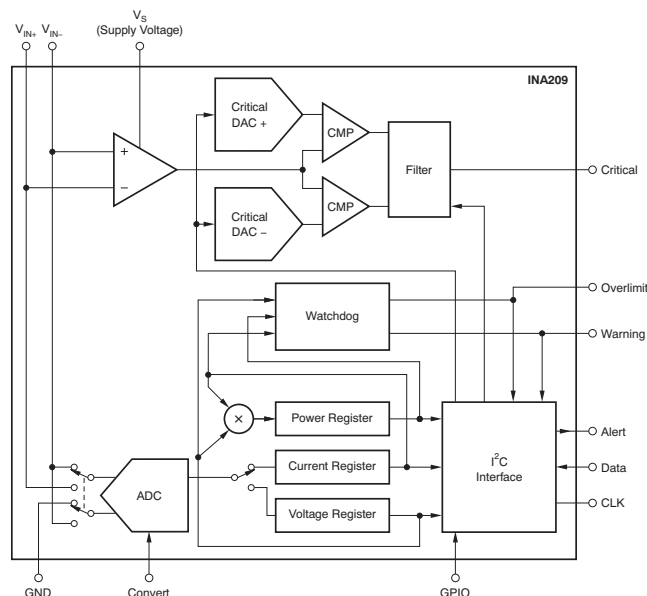 V_S
V_IN+ V_IN−
(Supply Voltage)
INA209
Critical
DAC +
CMP
+
−
Filter
Critical
CMP
Critical
DAC −
Overlimit
Watchdog
Warning
×
Power Register
Alert
I²C
Interface
Current Register
Data
ADC
CLK
Voltage Register
GND
Convert
GPIO